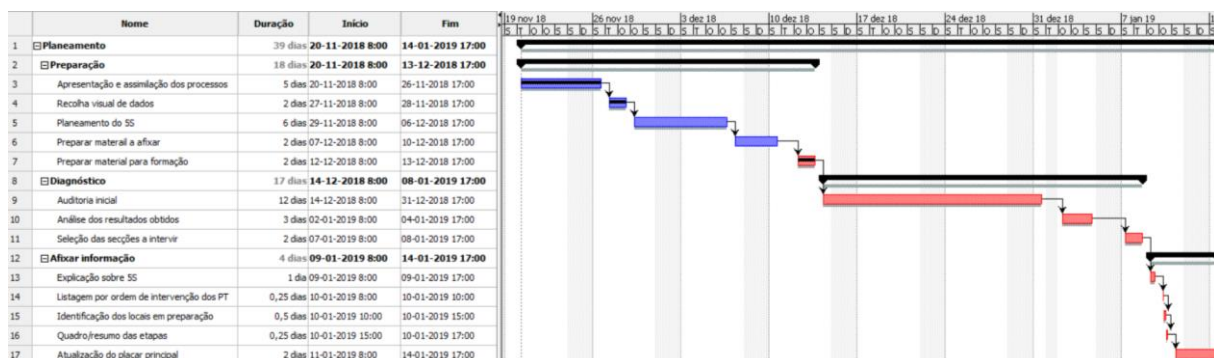 Nome Duração Início Fim 19 nov 18 26 nov 18 3 dez 18 10 dez 18 17 dez 18 24 dez 18 31 dez 18 7 jan 19
1 Planeamento 39 dias 20-11-2018 8:00 14-01-2019 17:00
2 Preparação 18 dias 20-11-2018 8:00 13-12-2018 17:00
3 Apresentação e assimilação dos processos 5 dias 20-11-2018 8:00 26-11-2018 17:00
4 Recolha visual de dados 2 dias 27-11-2018 8:00 28-11-2018 17:00
5 Planeamento do 5S 6 dias 29-11-2018 8:00 06-12-2018 17:00
6 Preparar materail a afixar 2 dias 07-12-2018 8:00 10-12-2018 17:00
7 Preparar material para formação 2 dias 12-12-2018 8:00 13-12-2018 17:00
8 Diagnóstico 17 dias 14-12-2018 8:00 08-01-2019 17:00
9 Auditoria inicial 12 dias 14-12-2018 8:00 31-12-2018 17:00
10 Análise dos resultados obtidos 3 dias 02-01-2019 8:00 04-01-2019 17:00
11 Seleção das secções a intervir 2 dias 07-01-2019 8:00 08-01-2019 17:00
12 Afixar informação 4 dias 09-01-2019 8:00 14-01-2019 17:00
13 Explicação sobre 5S 1 dia 09-01-2019 8:00 09-01-2019 17:00
14 Listagem por ordem de intervenção dos PT 0,25 dias 10-01-2019 8:00 10-01-2019 10:00
15 Identificação dos locais em preparação 0,5 dias 10-01-2019 10:00 10-01-2019 15:00
16 Quadro/resumo das etapas 0,25 dias 10-01-2019 15:00 10-01-2019 17:00
17 Atualização do placar principal 2 dias 11-01-2019 8:00 14-01-2019 17:00